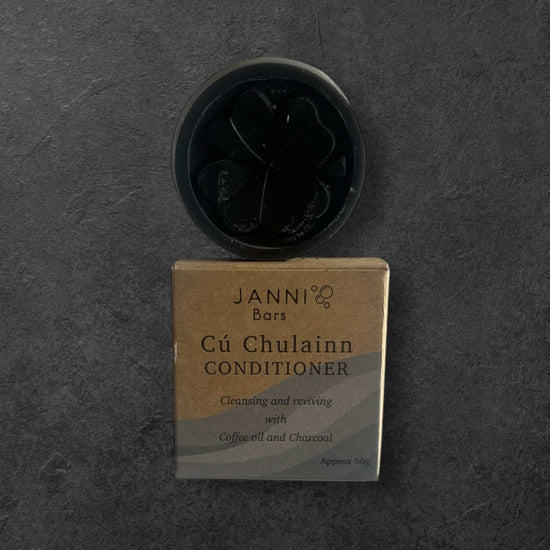 JANNI
Bars
Cú Chulainn
CONDITIONER
Cleansing and reviving
with
Coffee oil and Charcoal
Approx 50g